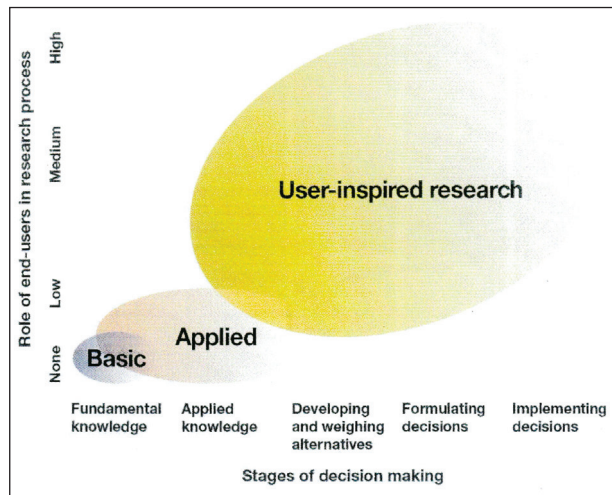 Role of end-users in research process
High
Medium
Low
None
User-inspired research
Applied
Basic
Fundamental
knowledge
Applied
knowledge
Developing
and weighing
alternatives
Formulating
decisions
Implementing
decisions
Stages of decision making